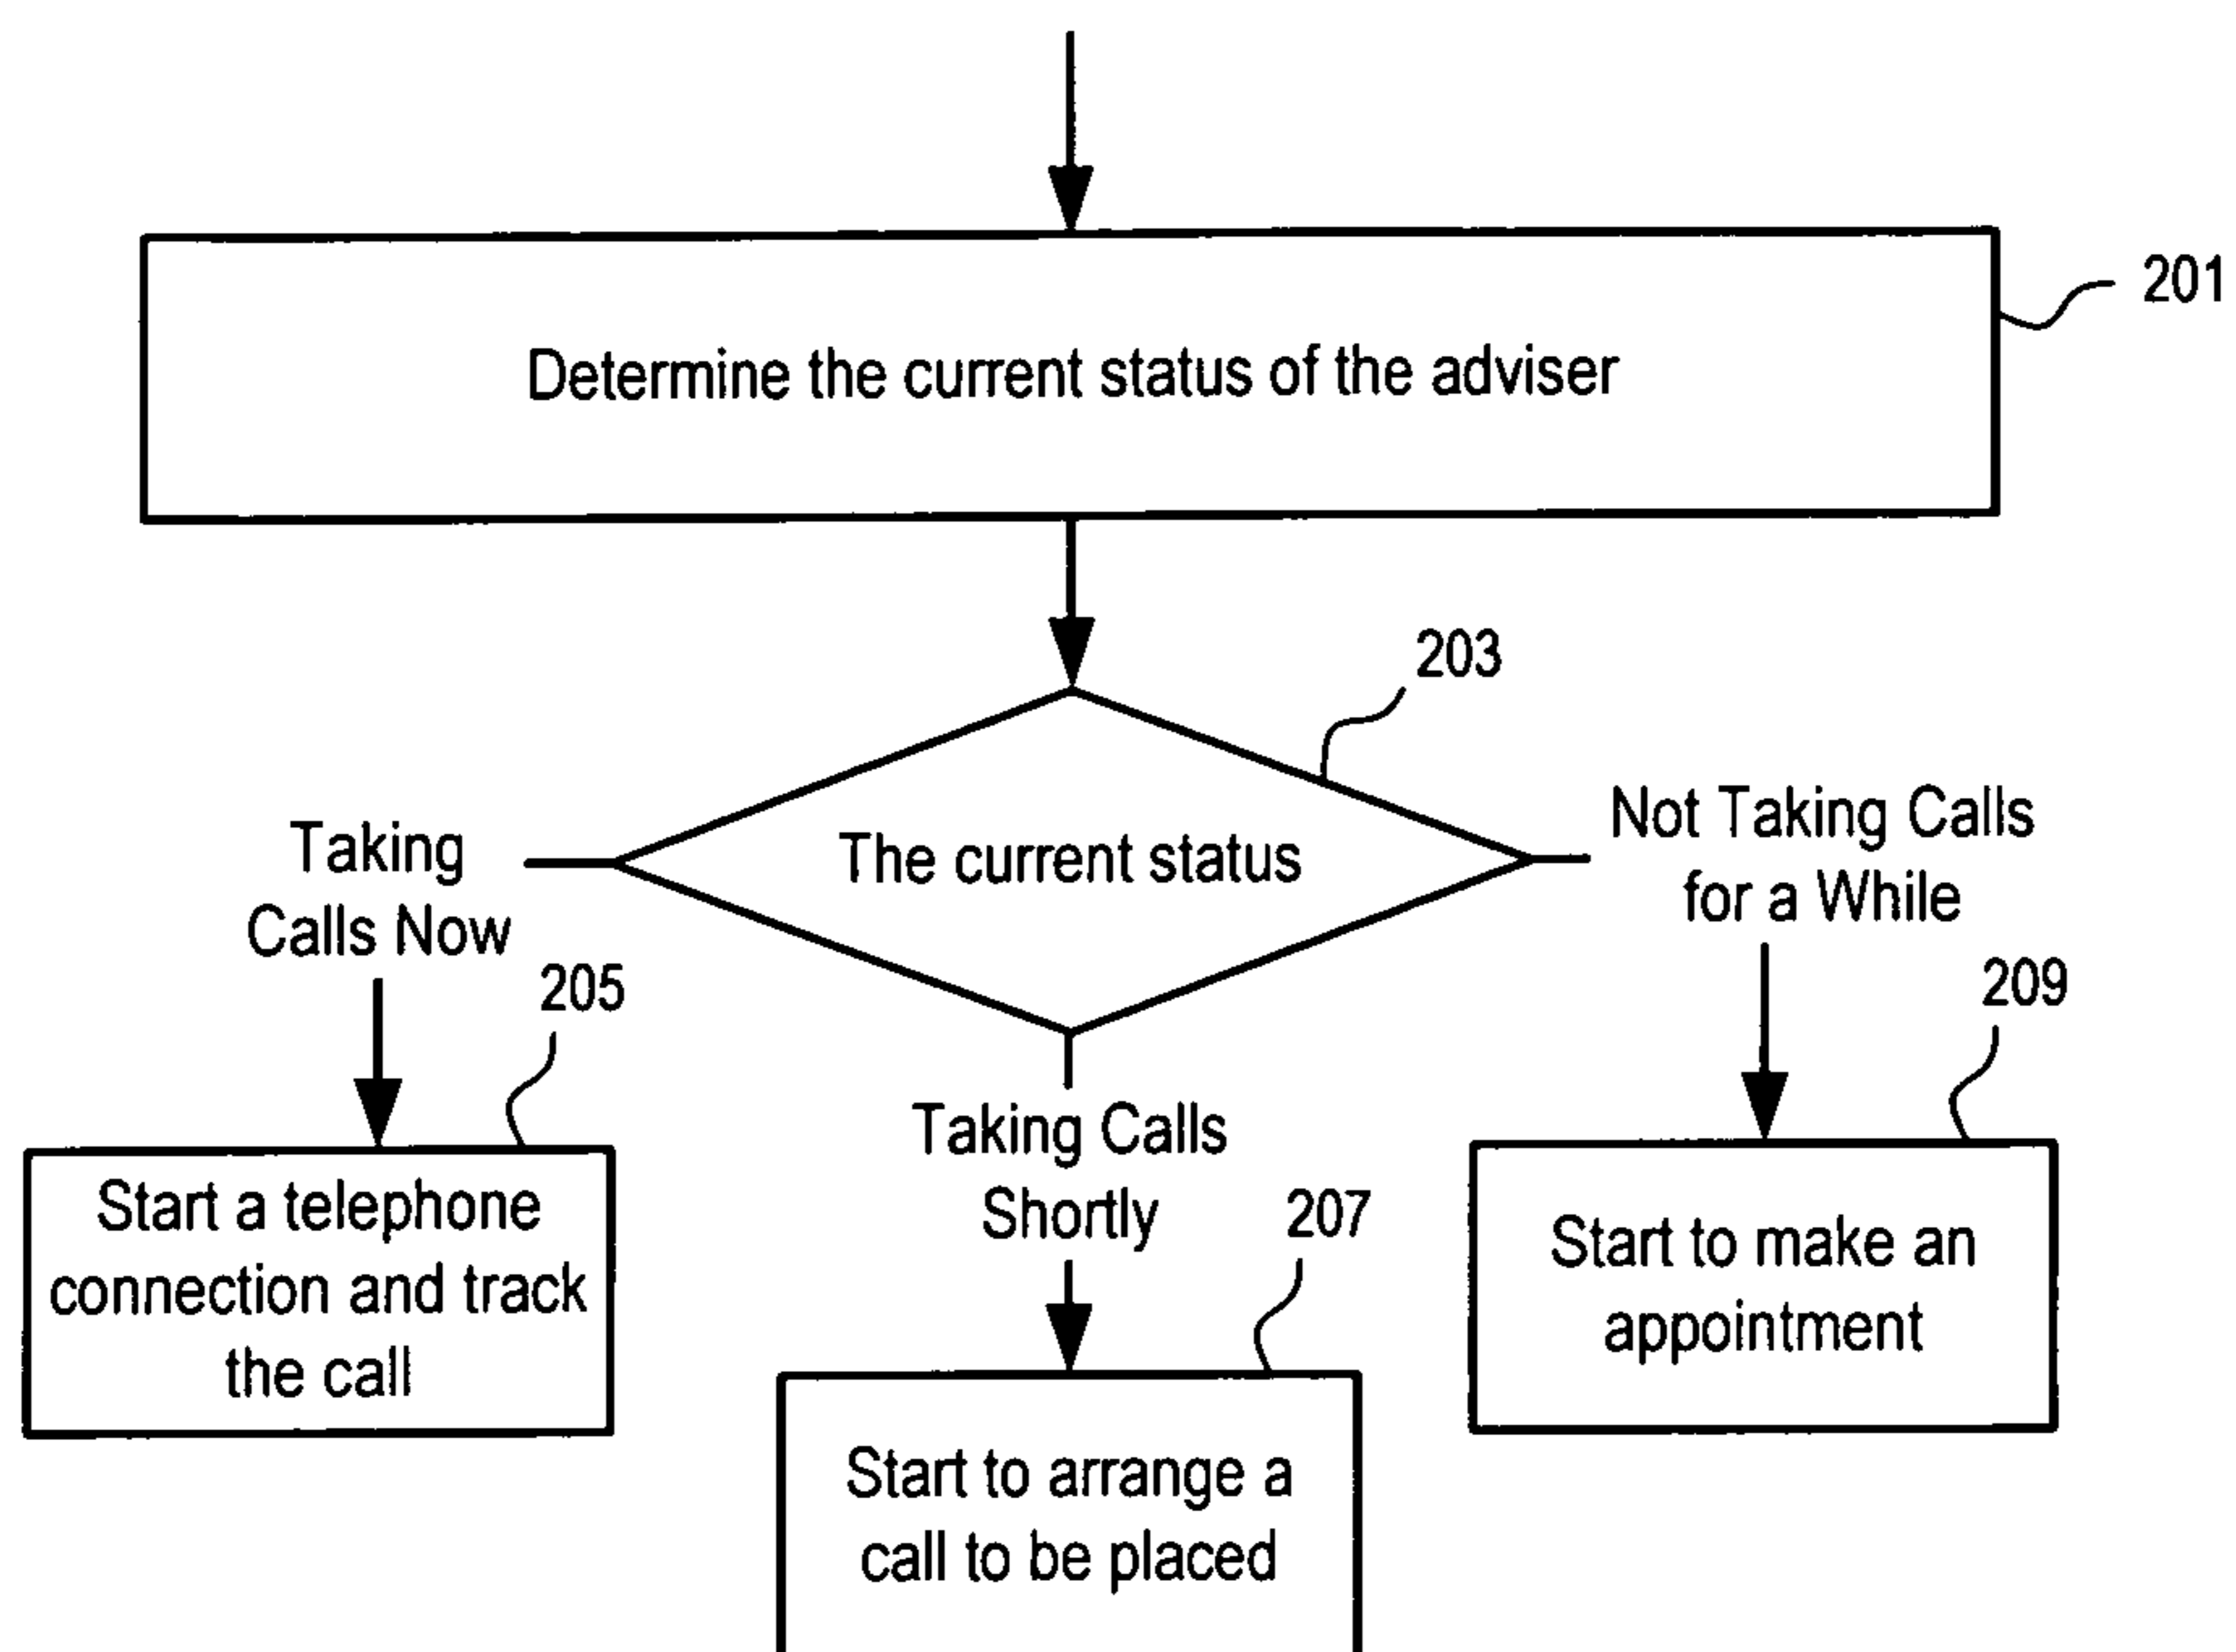 201
Determine the current status of the adviser
203
The current status
Taking
Calls Now
Not Taking Calls
for a While
205
209
Taking Calls
Shortly
207
Start a telephone
connection and track
the call
Start to make an
appointment
Start to arrange a
call to be placed